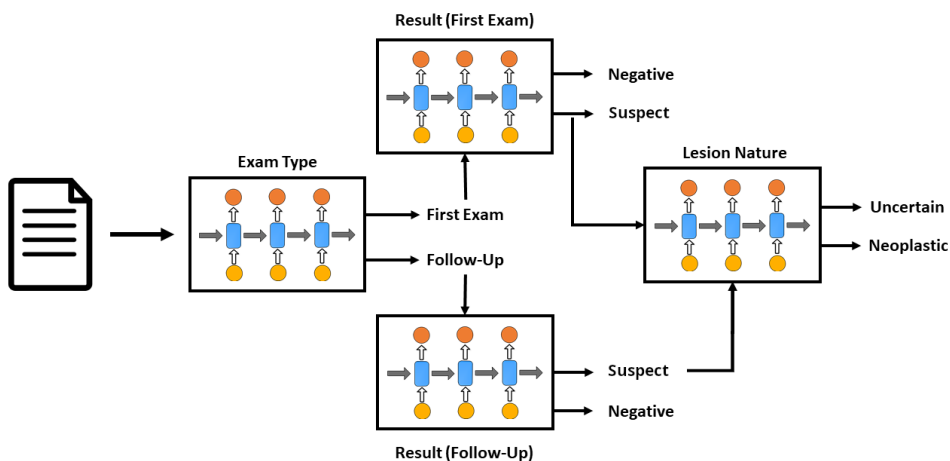 Result (First Exam)
Negative
Suspect
Exam Type
First Exam
Follow-Up
Lesion Nature
Uncertain
Neoplastic
Suspect
Negative
Result (Follow-Up)